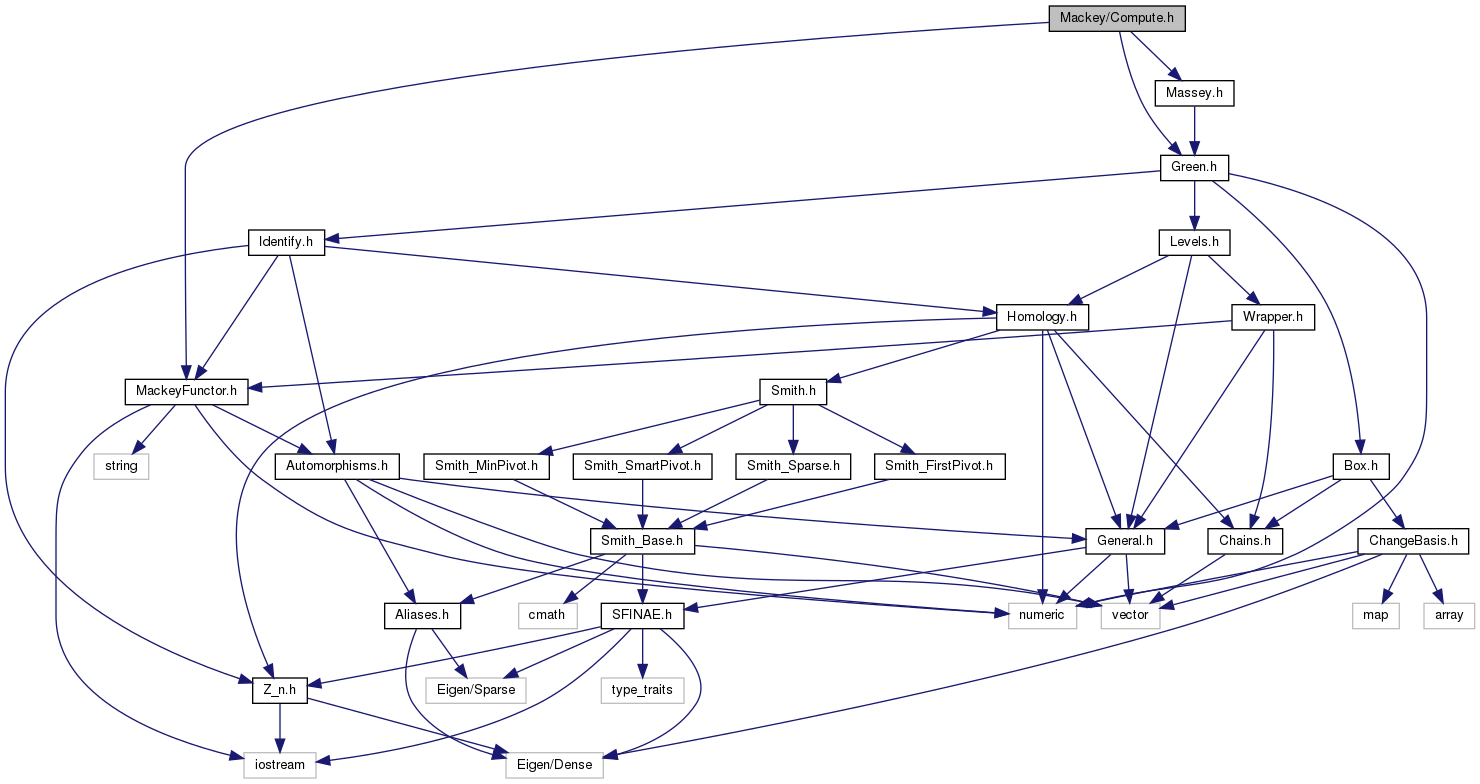 Mackey/Compute.h
Massey.h
Green.h
Identify.h
Levels.h
Homology.h
Wrapper.h
MackeyFunctor.h
Smith.h
string
Automorphisms.h
Smith_MinPivot.h
Smith_SmartPivot.h
Smith_Sparse.h
Smith_FirstPivot.h
Box.h
Smith_Base.h
General.h
Chains.h
ChangeBasis.h
Aliases.h
cmath
SFINAE.h
numeric
vector
map
array
Z_n.h
Eigen/Sparse
type_traits
iostream
Eigen/Dense